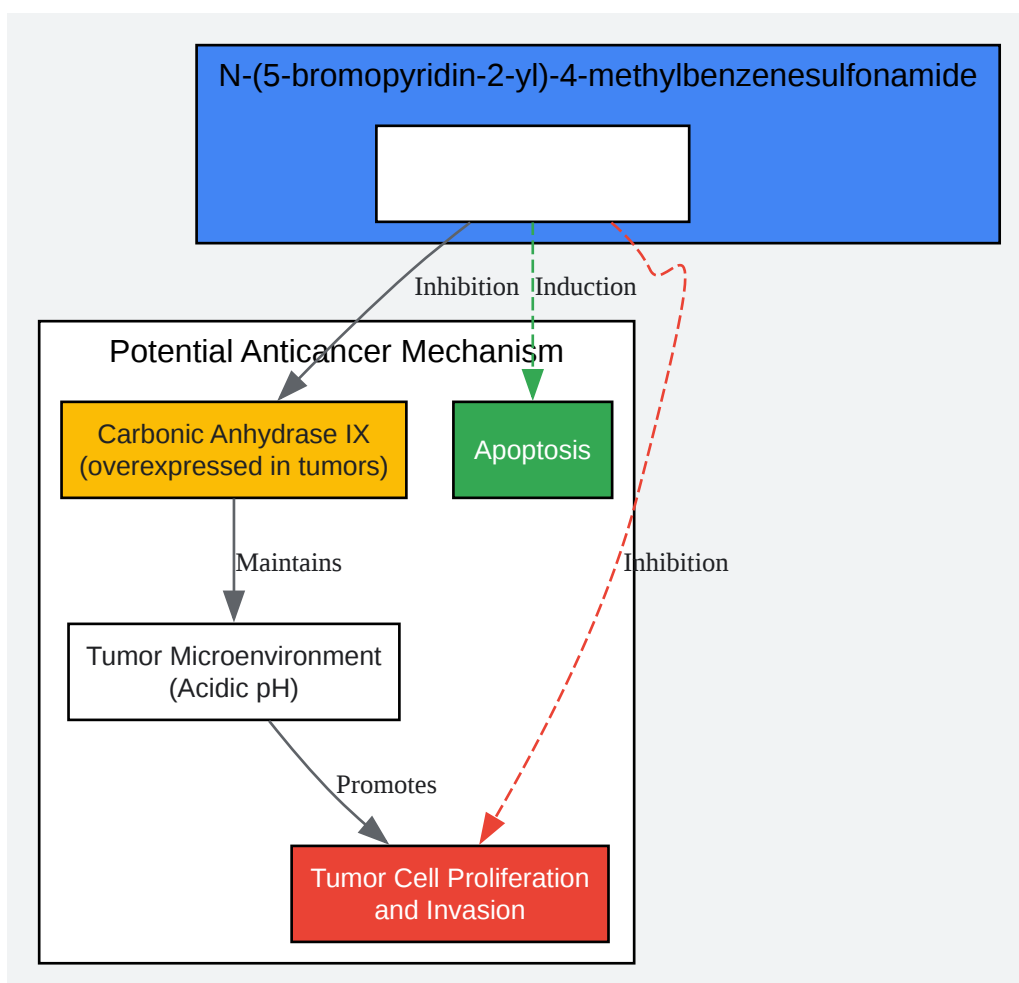 N-(5-bromopyridin-2-yl)-4-methylbenzenesulfonamide
Inhibition
Induction
Potential Anticancer Mechanism
Carbonic Anhydrase IX
(overexpressed in tumors)
Apoptosis
Maintains
Inhibition
Tumor Microenvironment
(Acidic pH)
Promotes
Tumor Cell Proliferation
and Invasion